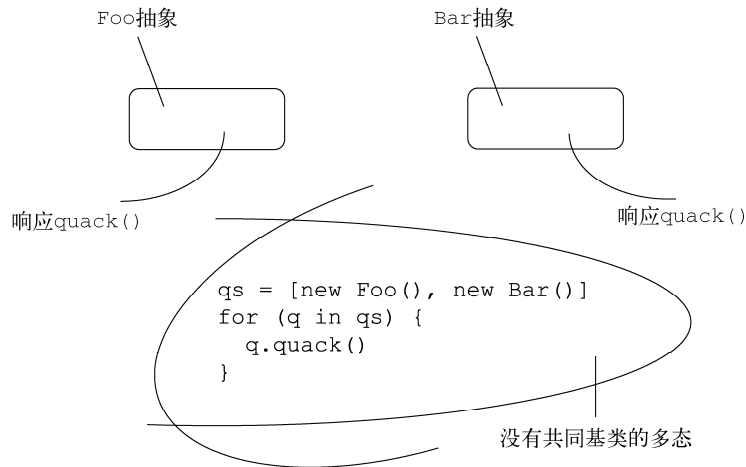 Foo抽象
Bar抽象
响应quack()
响应quack()
qs = [new Foo(), new Bar()]
for (q in qs) {
  q.quack()
}
没有共同基类的多态